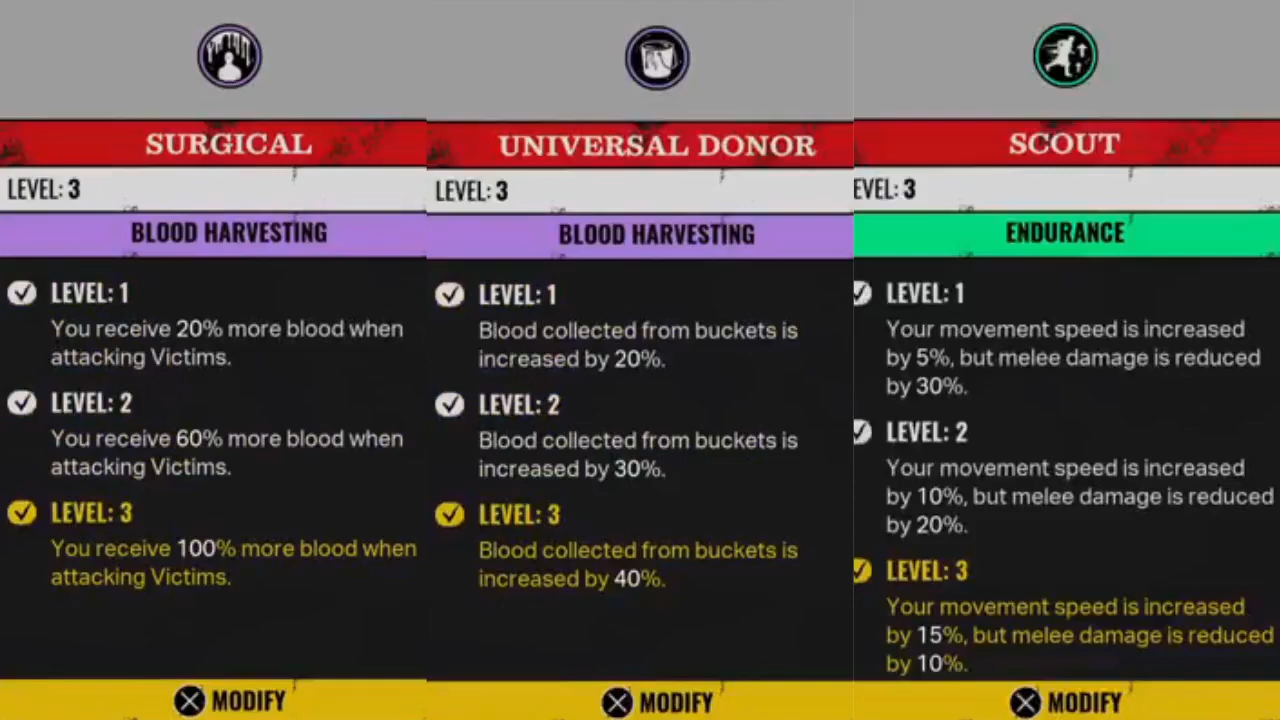 SURGICAL
LEVEL: 3
BLOOD HARVESTING
LEVEL: 1
You receive 20% more blood when
attacking Victims.
LEVEL: 2
You receive 60% more blood when
attacking Victims.
LEVEL: 3
You receive 100% more blood when
attacking Victims.
MODIFY
UNIVERSAL DONOR
LEVEL: 3
BLOOD HARVESTING
LEVEL: 1
Blood collected from buckets is
increased by 20%.
LEVEL: 2
Blood collected from buckets is
increased by 30%.
LEVEL: 3
Blood collected from buckets is
increased by 40%.
MODIFY
SCOUT
EVEL: 3
ENDURANCE
LEVEL: 1
Your movement speed is increased
by 5%, but melee damage is reduced
by 30%.
LEVEL: 2
Your movement speed is increased
by 10%, but melee damage is reduced
by 20%.
LEVEL: 3
Your movement speed is increased
by 15%, but melee damage is reduced
by 10%.
MODIFY